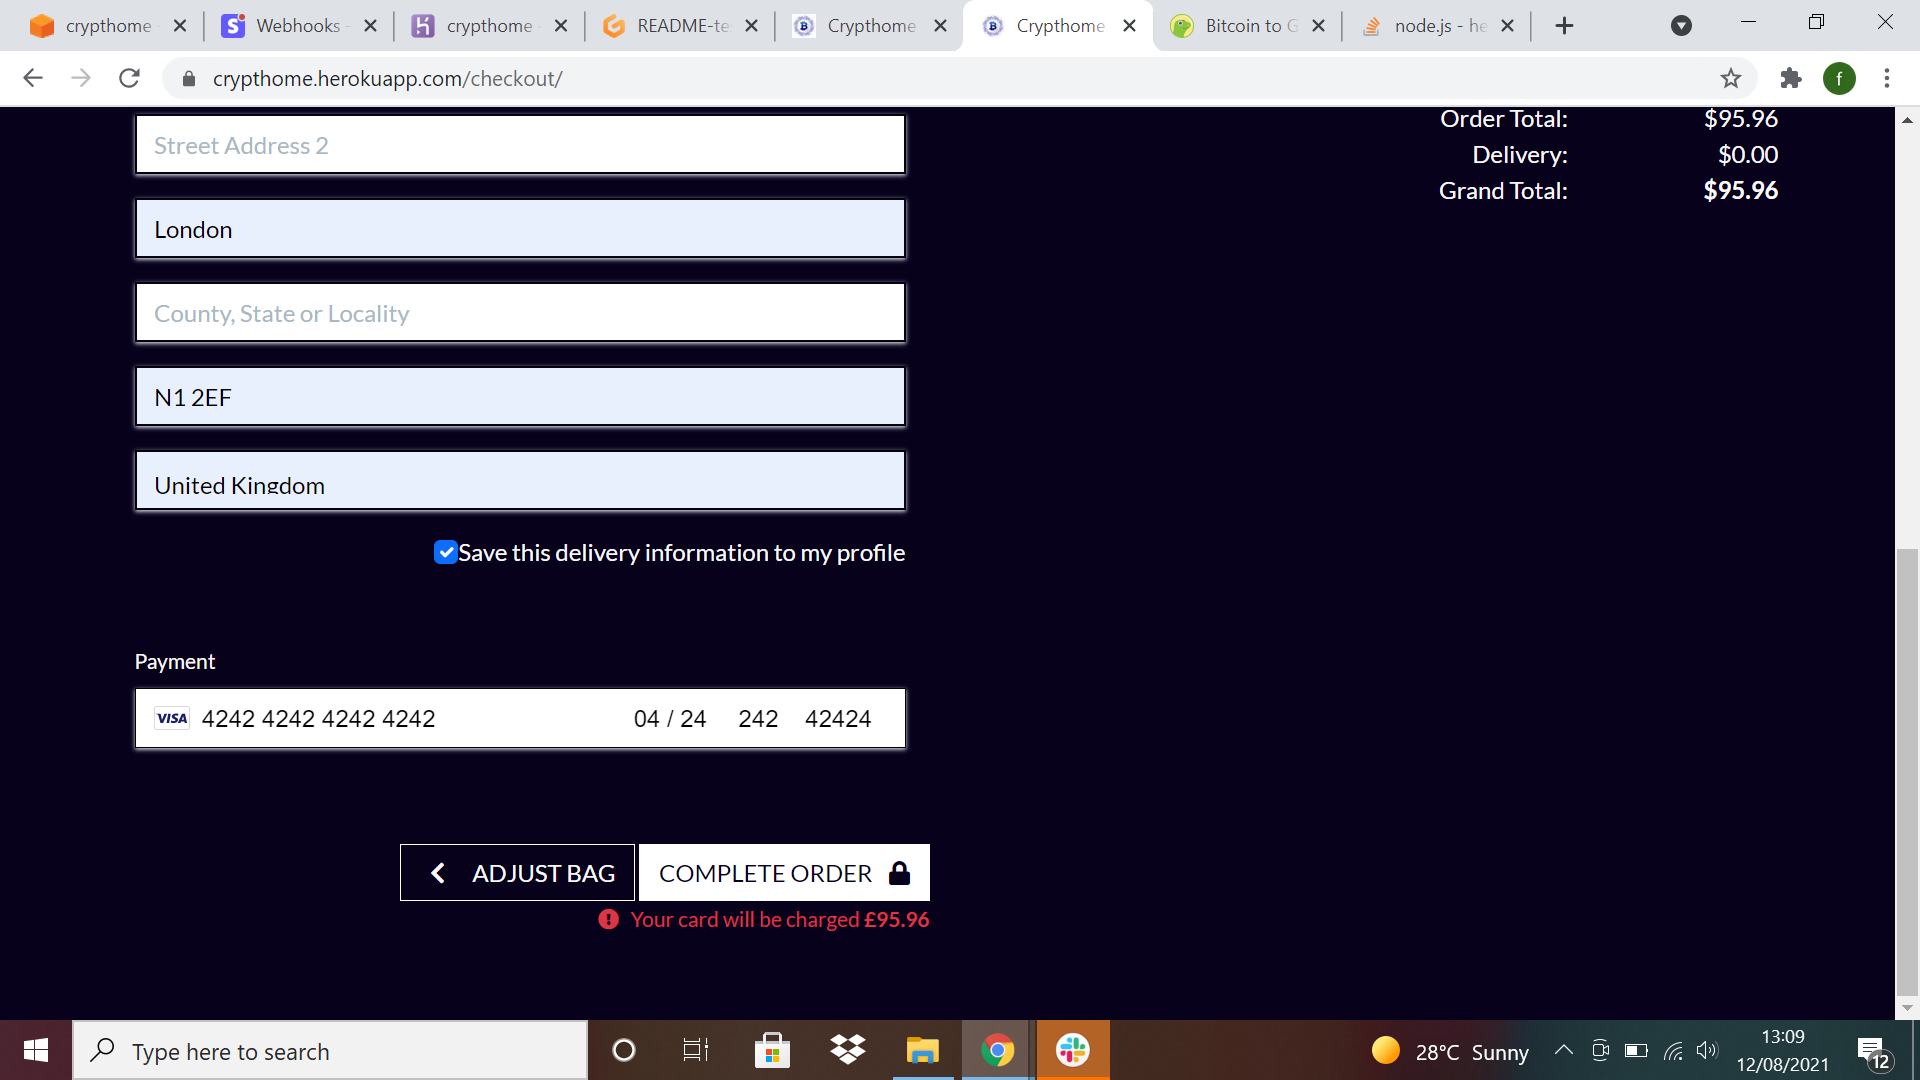 crypthome
Webhooks -
crypthome
README-te
Crypthome
Crypthome
Bitcoin to G
node.js - he
crypthome.herokuapp.com/checkout/
f
Street Address 2
Order Total: $95.96
Delivery: $0.00
Grand Total: $95.96
London
County, State or Locality
N1 2EF
United Kingdom
Save this delivery information to my profile
Payment
VISA 4242 4242 4242 4242 04 / 24 242 42424
ADJUST BAG
COMPLETE ORDER
Your card will be charged £95.96
Type here to search
28°C Sunny
13:09
12/08/2021
12